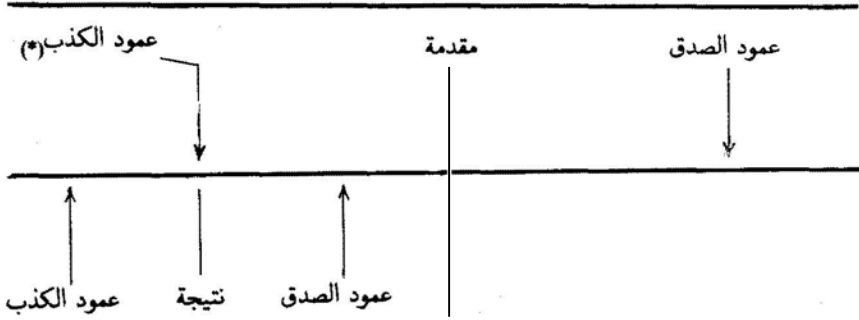 عمود الصدق مقدمة عمود الكذب(*)
عمود الصدق نتيجة عمود الكذب